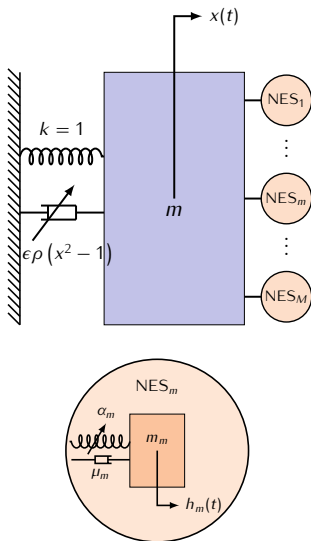 x(t)
k = 1
m
ϵρ(x² − 1)
NES₁
⋮
NESₘ
⋮
NES_M
NESₘ
αₘ
mₘ
μₘ
hₘ(t)